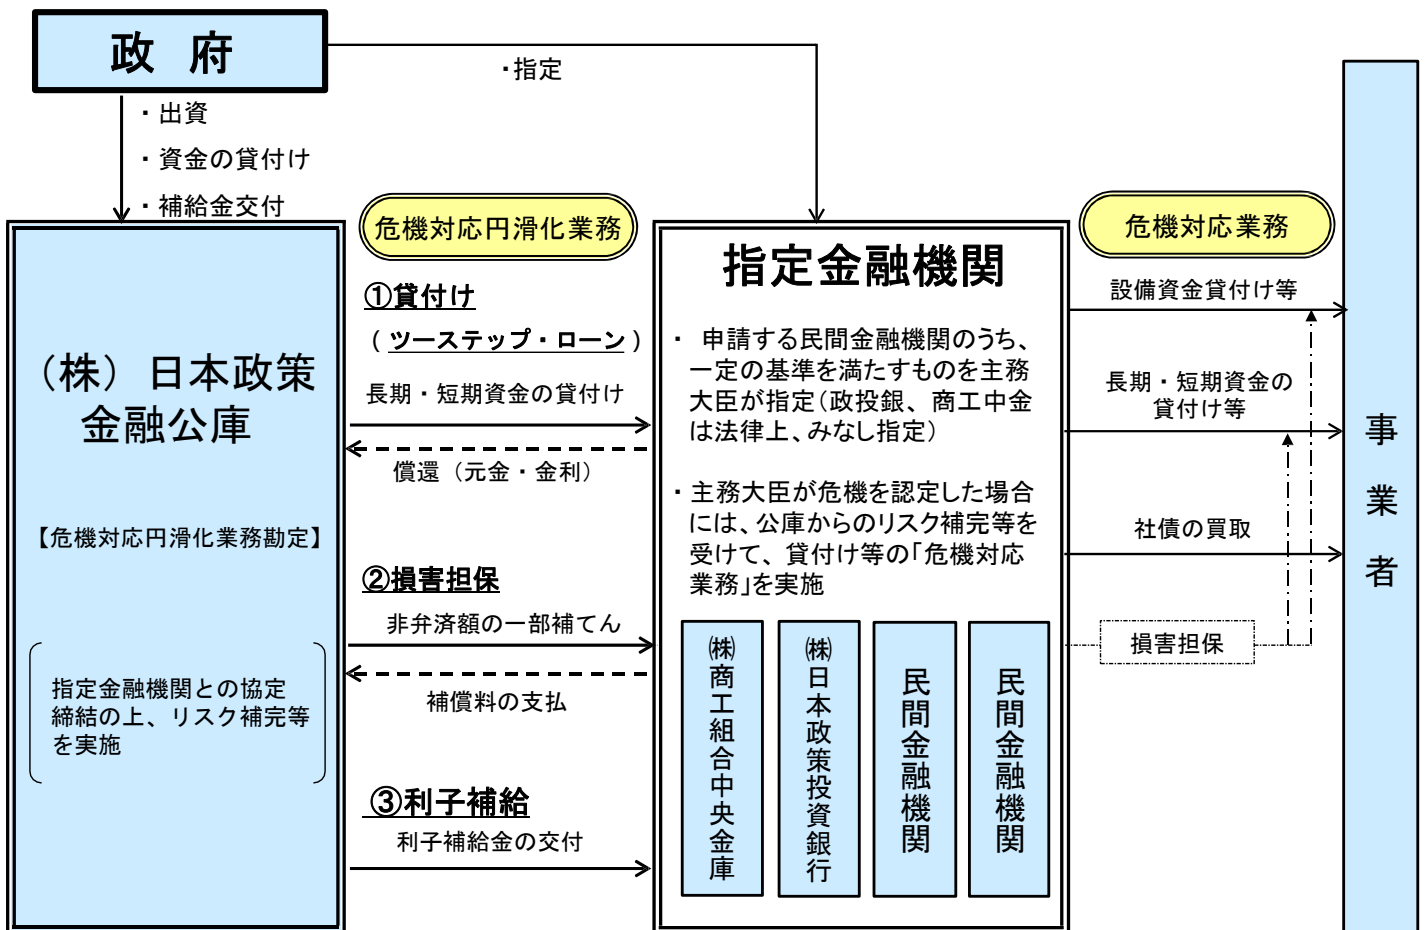 政 府
・指定
・出資
・資金の貸付け
・補給金交付
(株)日本政策
金融公庫
【危機対応円滑化業務勘定】
指定金融機関との協定
締結の上、リスク補完等
を実施
危機対応円滑化業務
①貸付け
(ツーステップ・ローン)
長期・短期資金の貸付け
償還(元金・金利)
②損害担保
非弁済額の一部補てん
補償料の支払
③利子補給
利子補給金の交付
指定金融機関
・ 申請する民間金融機関のうち、
一定の基準を満たすものを主務
大臣が指定(政投銀、商工中金
は法律上、みなし指定)
・主務大臣が危機を認定した場合
には、公庫からのリスク補完等を
受けて、貸付け等の「危機対応
業務」を実施
㈱商工組合中央金庫
㈱日本政策投資銀行
民間金融機関
民間金融機関
危機対応業務
設備資金貸付け等
長期・短期資金の
貸付け等
社債の買取
損害担保
事業者